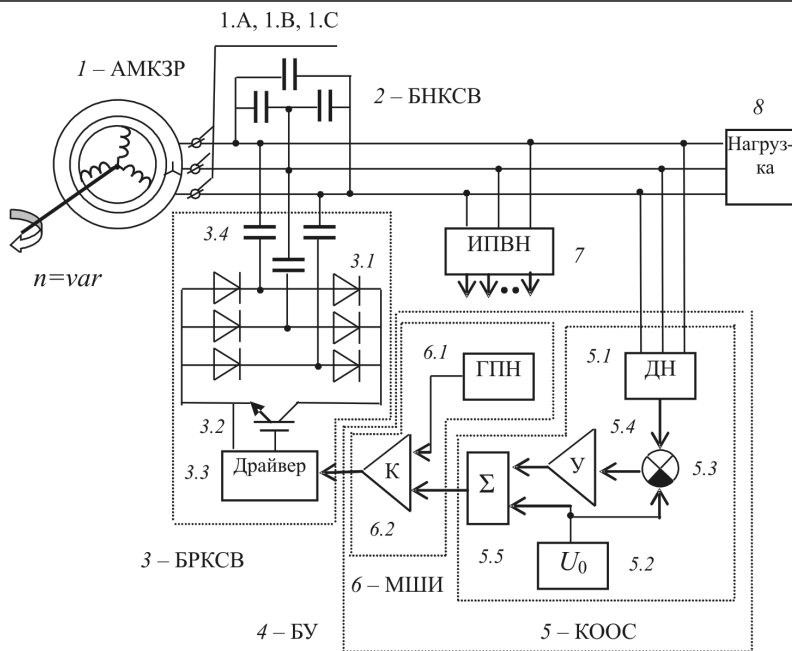 1.А, 1.В, 1.С
1 – АМКЗР
2 – БНКСВ
8
Нагруз-
ка
3.4
3.1
ИПВН
7
n=var
6.1
ГПН
5.1
ДН
3.2
5.4
3.3
Драйвер
К
Σ
У
5.3
6.2
5.5
U0
5.2
3 – БРКСВ
6 – МШИ
4 – БУ
5 – КООС